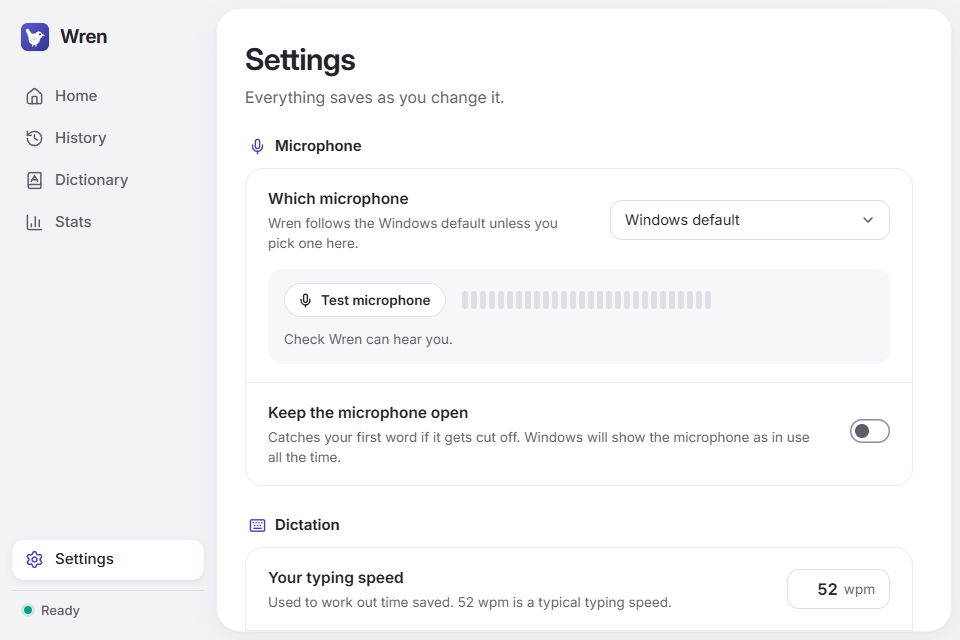 Wren
Home
History
Dictionary
Stats
Settings
Ready
Settings
Everything saves as you change it.
Microphone
Which microphone
Wren follows the Windows default unless you
pick one here.
Windows default
Test microphone
Check Wren can hear you.
Keep the microphone open
Catches your first word if it gets cut off. Windows will show the microphone as in use
all the time.
Dictation
Your typing speed
Used to work out time saved. 52 wpm is a typical typing speed.
52 wpm